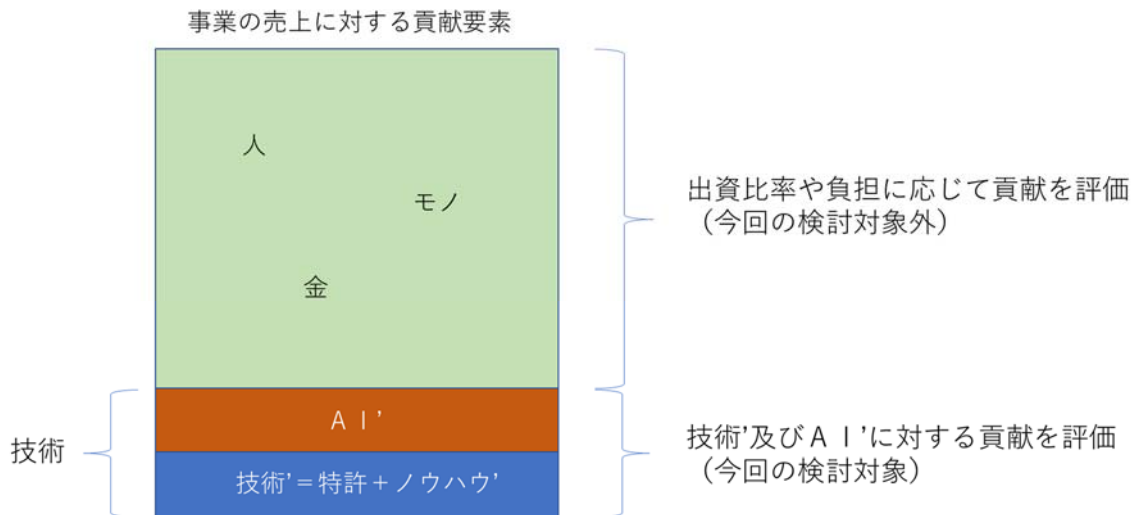 事業の売上に対する貢献要素
人
モノ
金
出資比率や負担に応じて貢献を評価
（今回の検討対象外）
ＡＩ’
技術
技術’＝特許＋ノウハウ’
技術’及びＡＩ’に対する貢献を評価
（今回の検討対象）